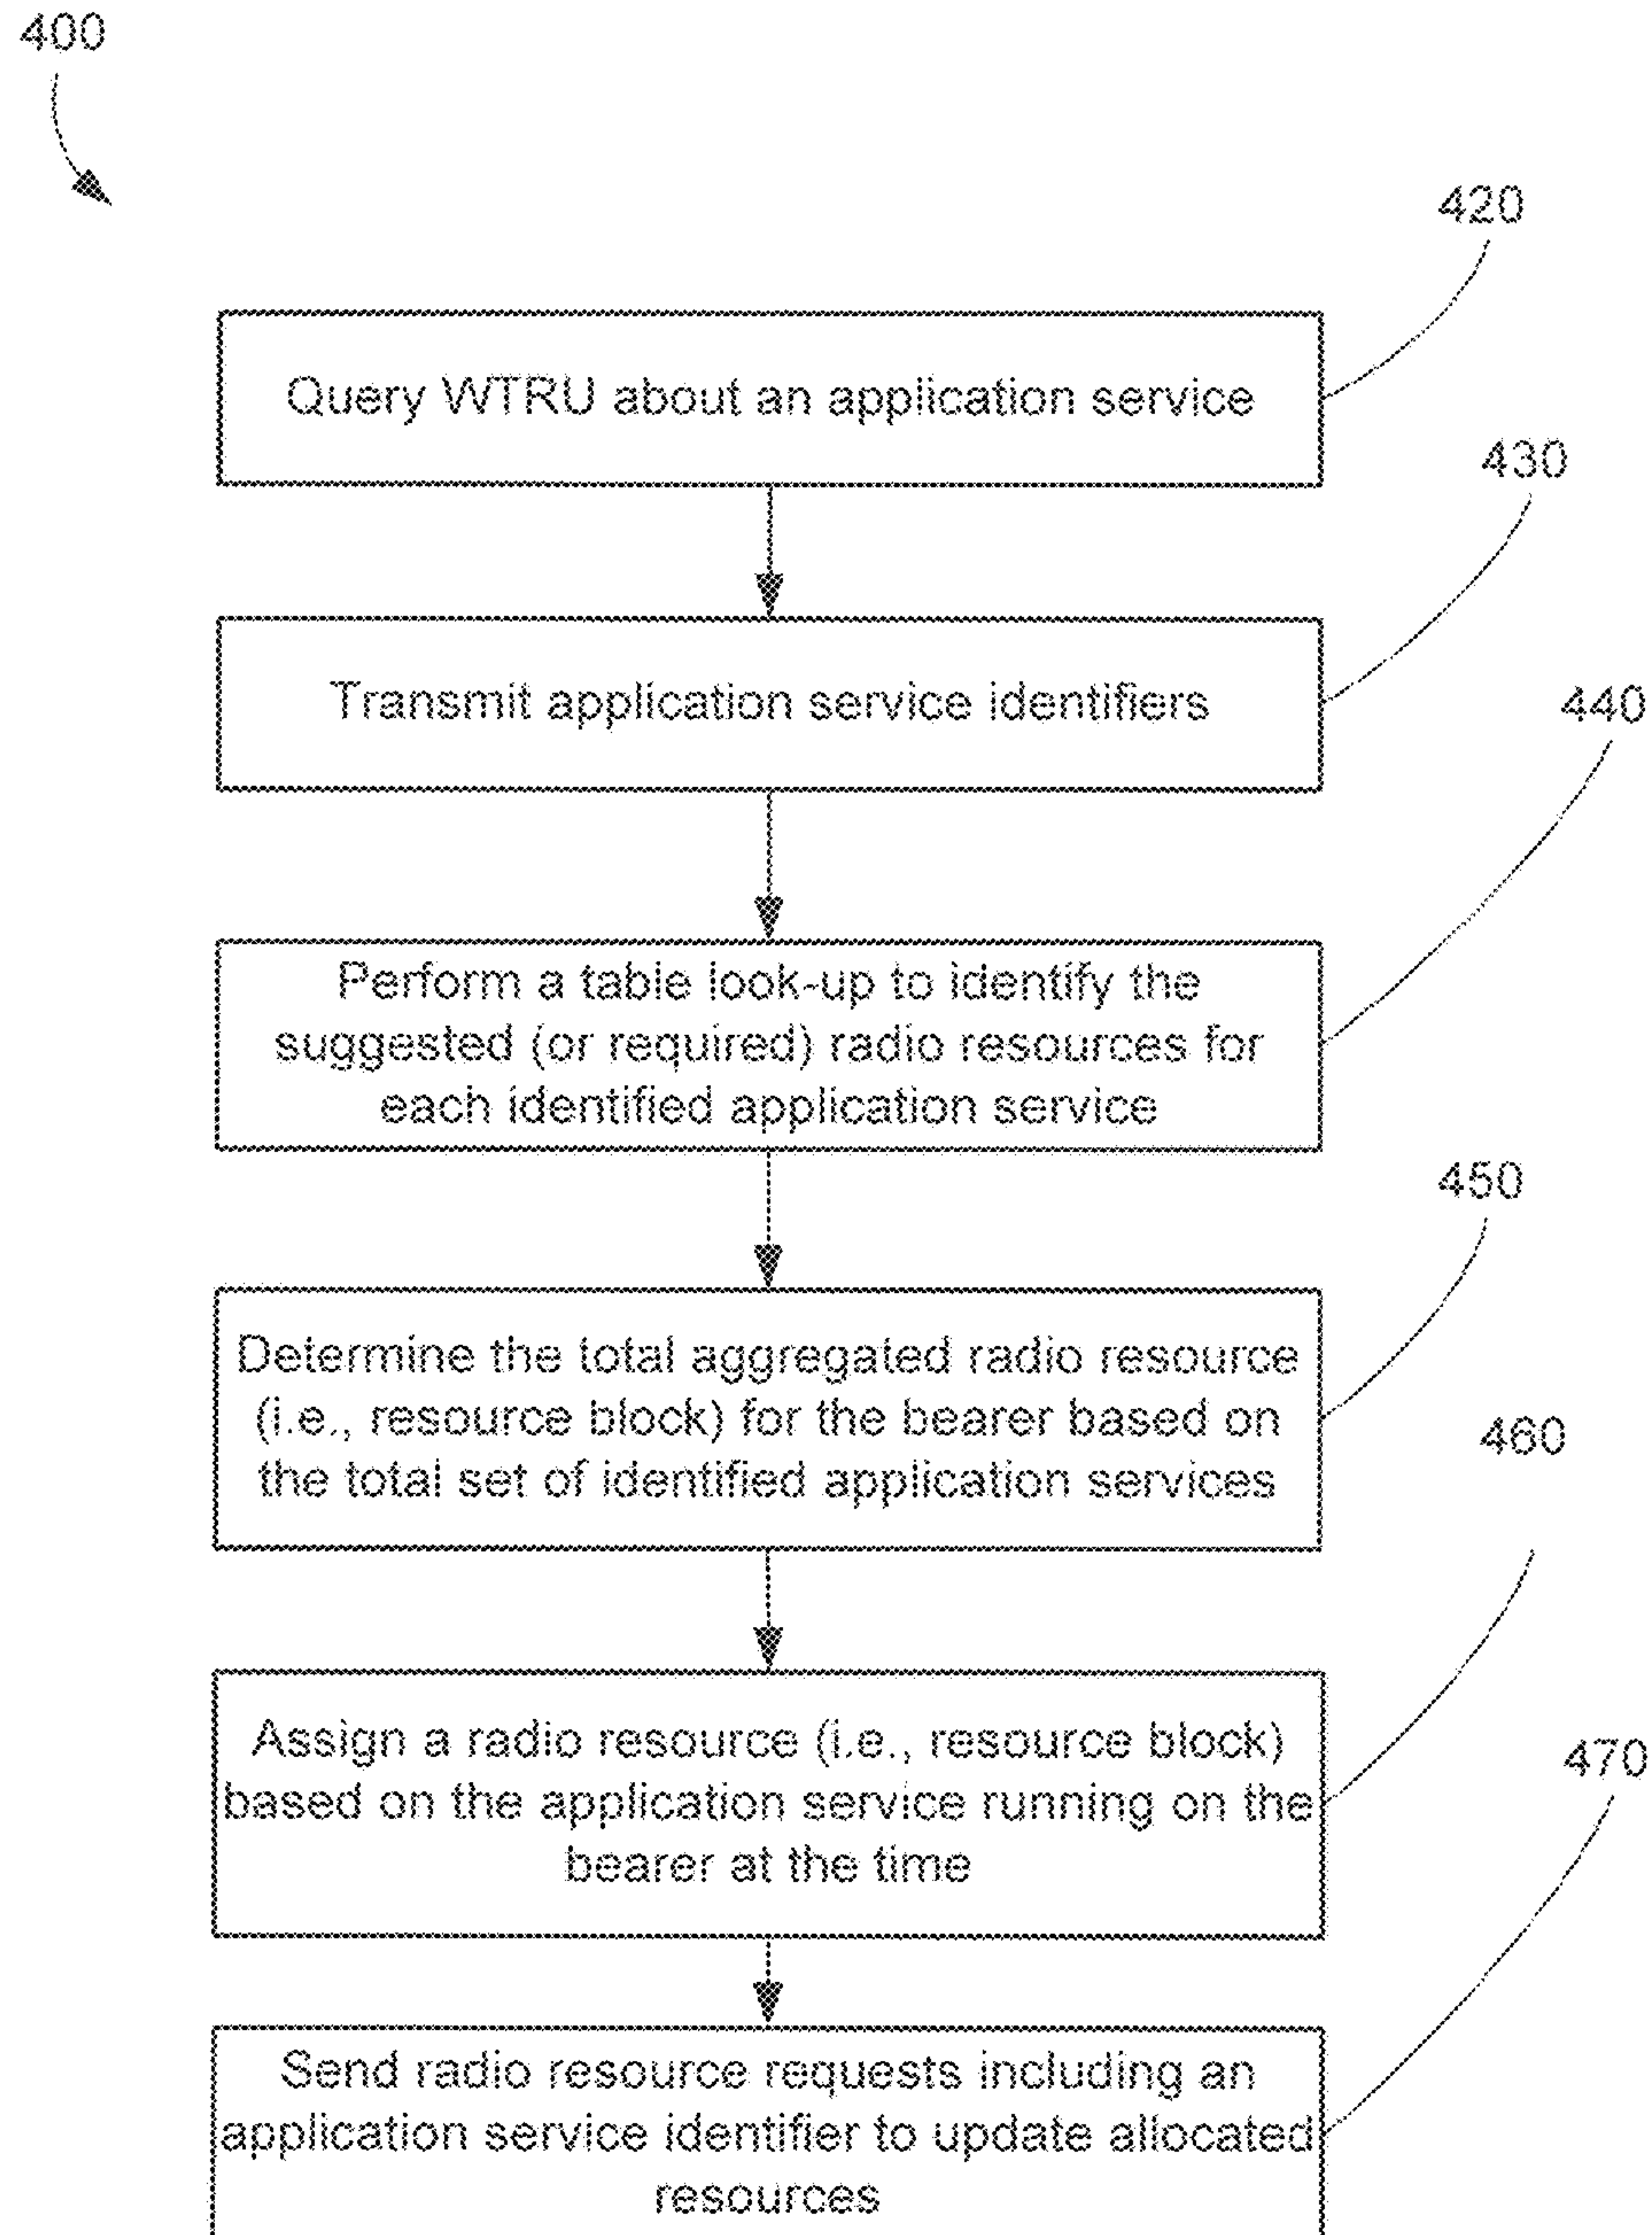 400
420
Query WTRU about an application service
430
Transmit application service identifiers
440
Perform a table look-up to identify the
suggested (or required) radio resources for
each identified application service
450
Determine the total aggregated radio resource
(i.e., resource block) for the bearer based on
the total set of identified application services
460
Assign a radio resource (i.e., resource block)
based on the application service running on the
bearer at the time
470
Send radio resource requests including an
application service identifier to update allocated
resources